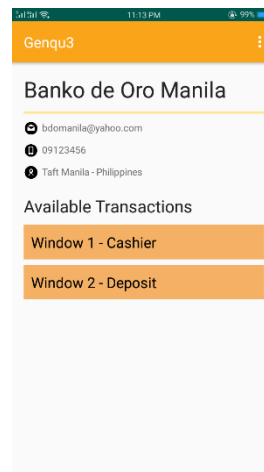 11:13 PM
99%
Genqu3
Banko de Oro Manila
bdomanila@yahoo.com
09123456
Taft Manila - Philippines
Available Transactions
Window 1 - Cashier
Window 2 - Deposit